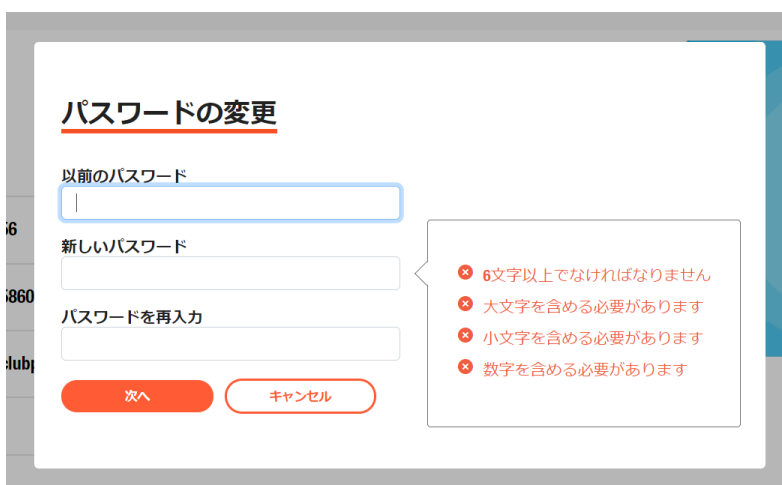 パスワードの変更
以前のパスワード
新しいパスワード
パスワードを再入力
次へ
キャンセル
6文字以上でなければなりません
大文字を含める必要があります
小文字を含める必要があります
数字を含める必要があります
5860